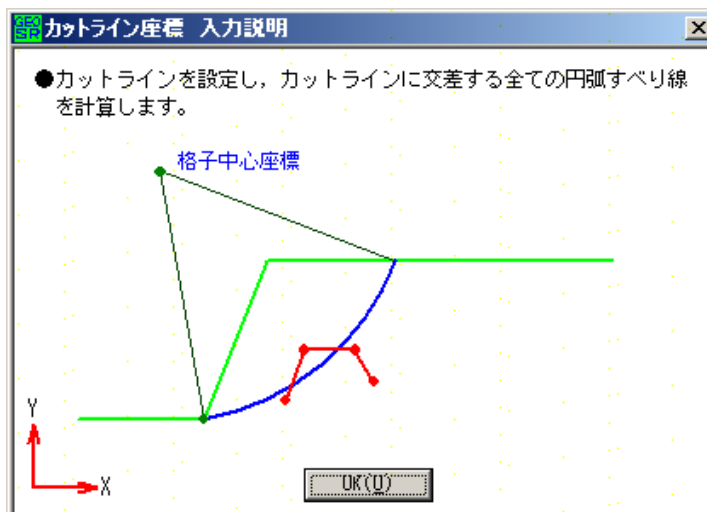 GEO SR カットライン座標 入力説明
●カットラインを設定し，カットラインに交差する全ての円弧すべり線
を計算します。
格子中心座標
Y
X
OK(U)